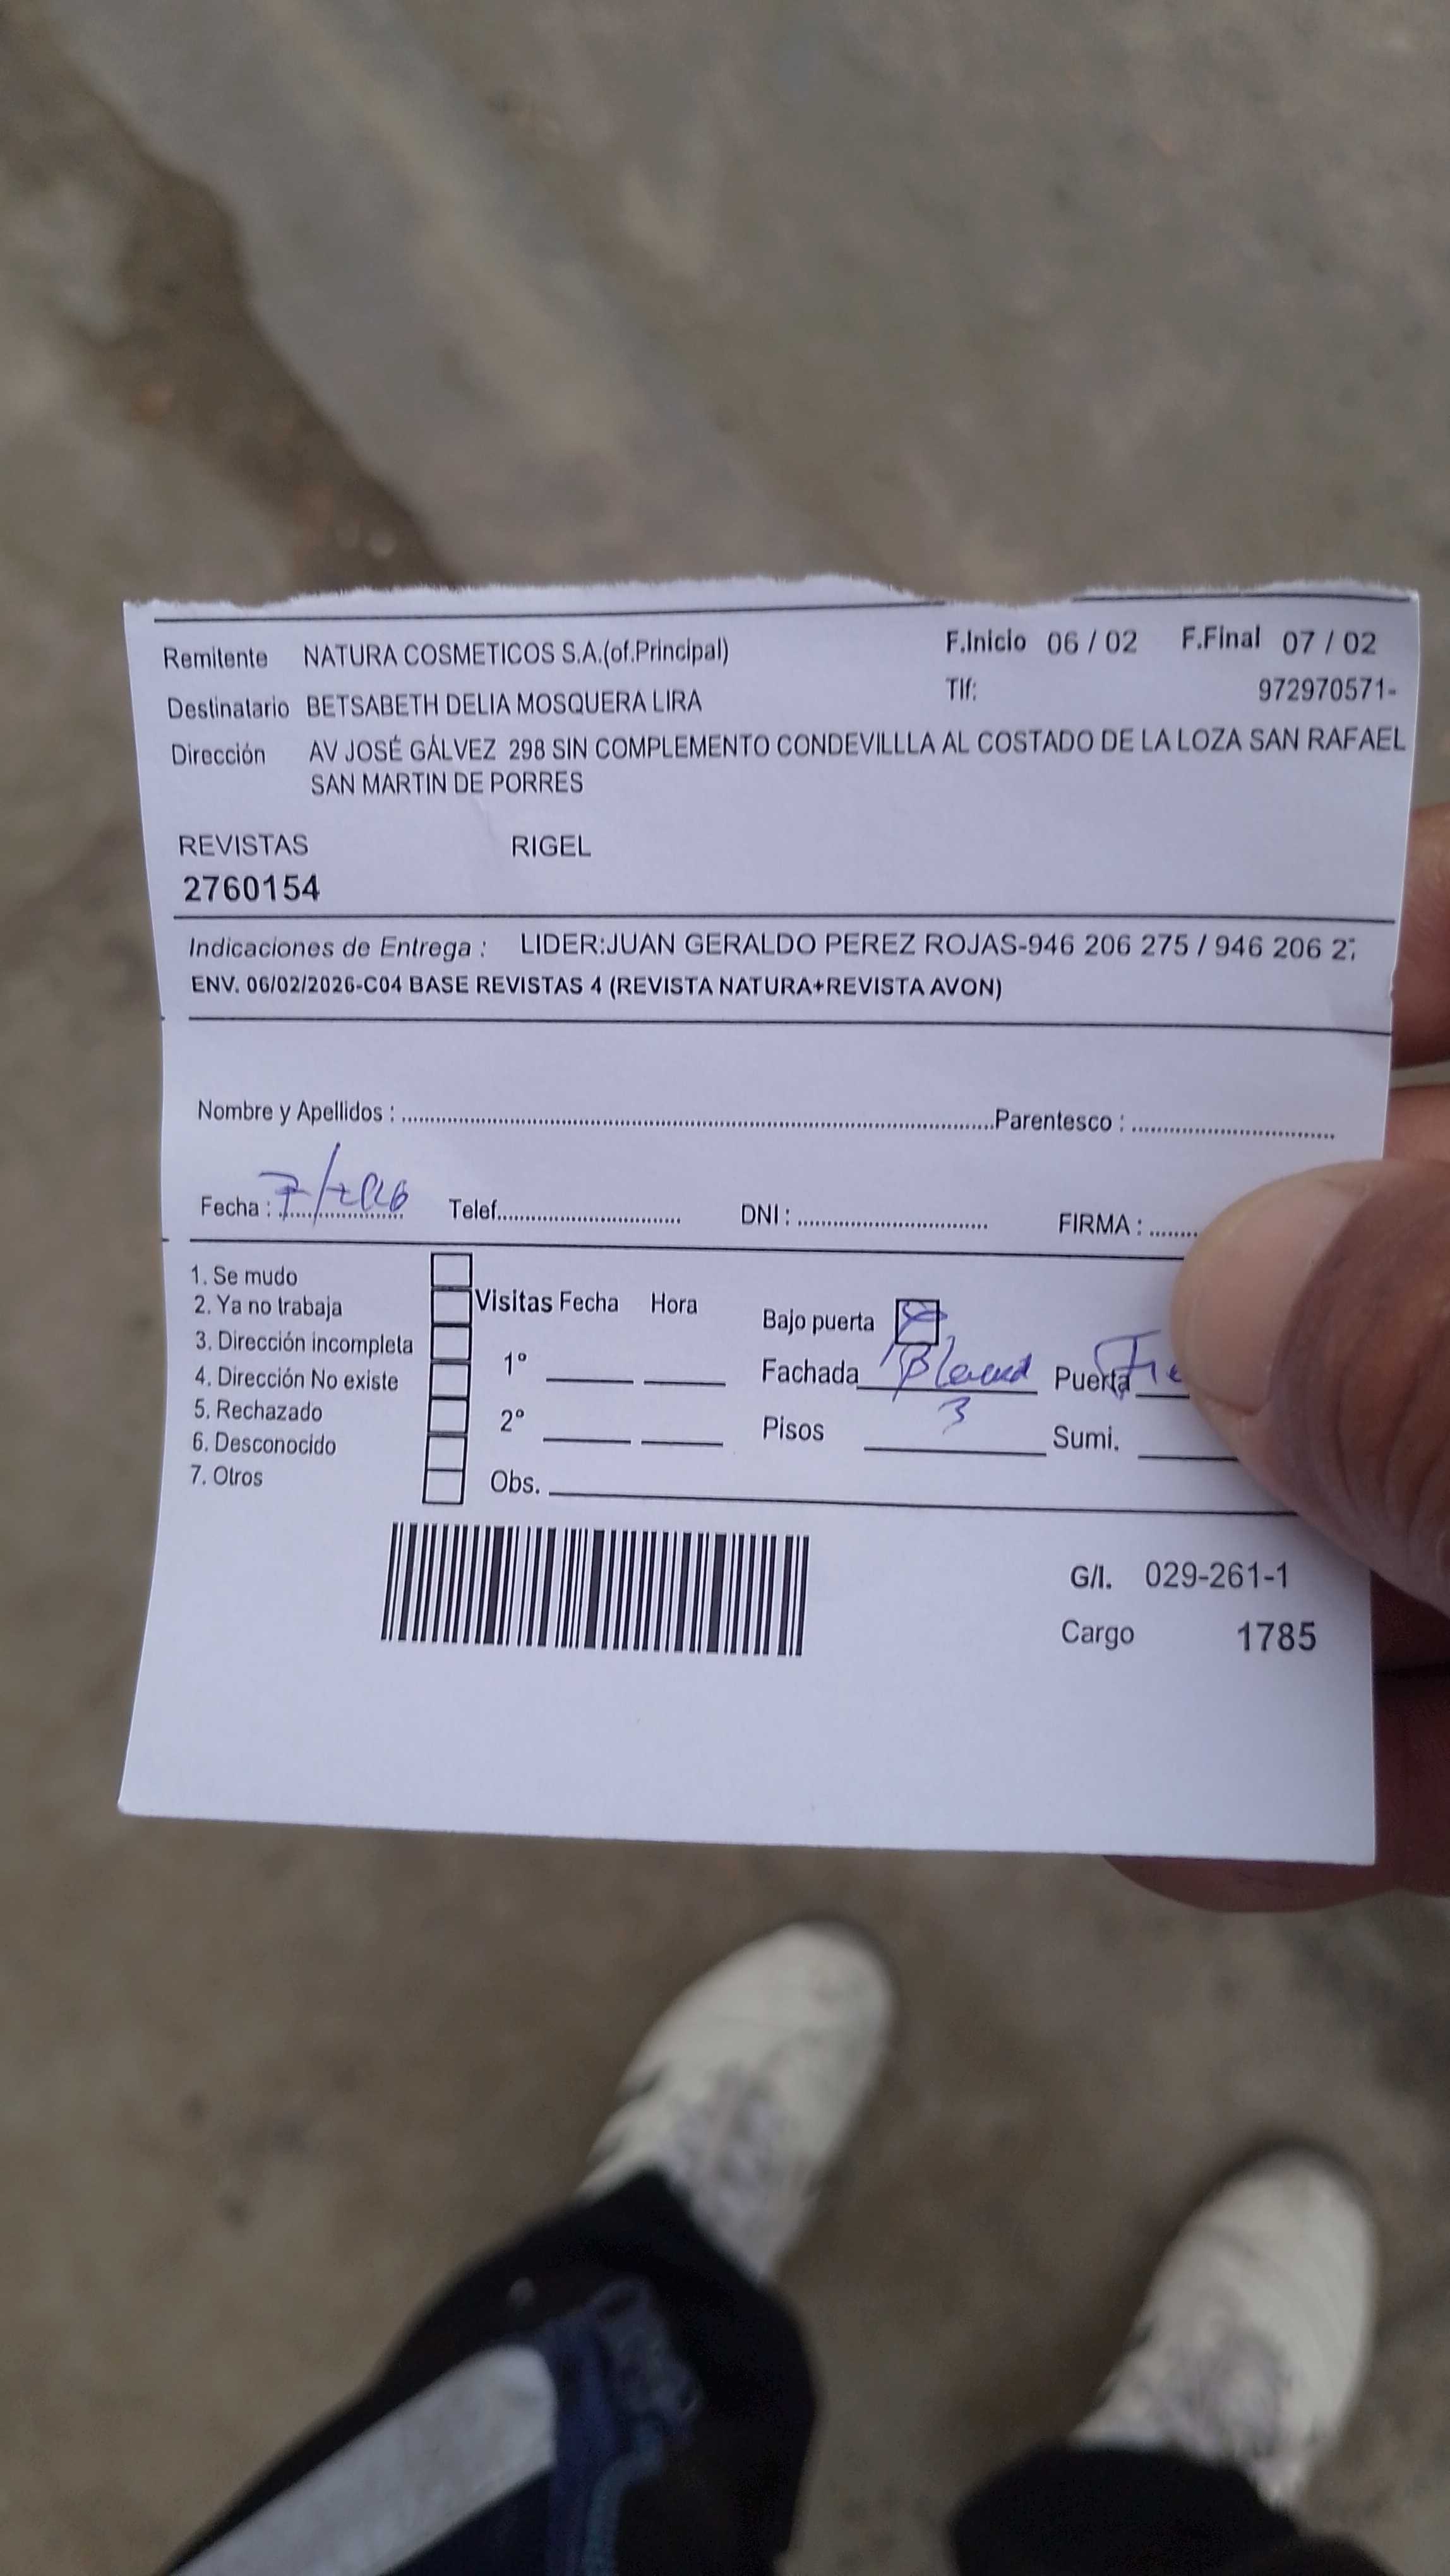 Remitente NATURA COSMETICOS S.A.(of.Principal) F.Inicio 06 / 02 F.Final 07 / 02
Destinatario BETSABETH DELIA MOSQUERA LIRA Tlf: 972970571-
Dirección AV JOSÉ GÁLVEZ 298 SIN COMPLEMENTO CONDEVILLLA AL COSTADO DE LA LOZA SAN RAFAEL
SAN MARTIN DE PORRES
REVISTAS RIGEL
2760154
Indicaciones de Entrega : LIDER:JUAN GERALDO PEREZ ROJAS-946 206 275 / 946 206 2
ENV. 06/02/2026-C04 BASE REVISTAS 4 (REVISTA NATURA+REVISTA AVON)
Nombre y Apellidos : Parentesco :
Fecha : Telef. DNI : FIRMA :
1. Se mudo
2. Ya no trabaja
3. Dirección incompleta
4. Dirección No existe
5. Rechazado
6. Desconocido
7. Otros
Visitas Fecha Hora
1°
2°
Obs.
Bajo puerta
Fachada Puerta
Pisos 3 Sumi.
G/I. 029-261-1
Cargo 1785